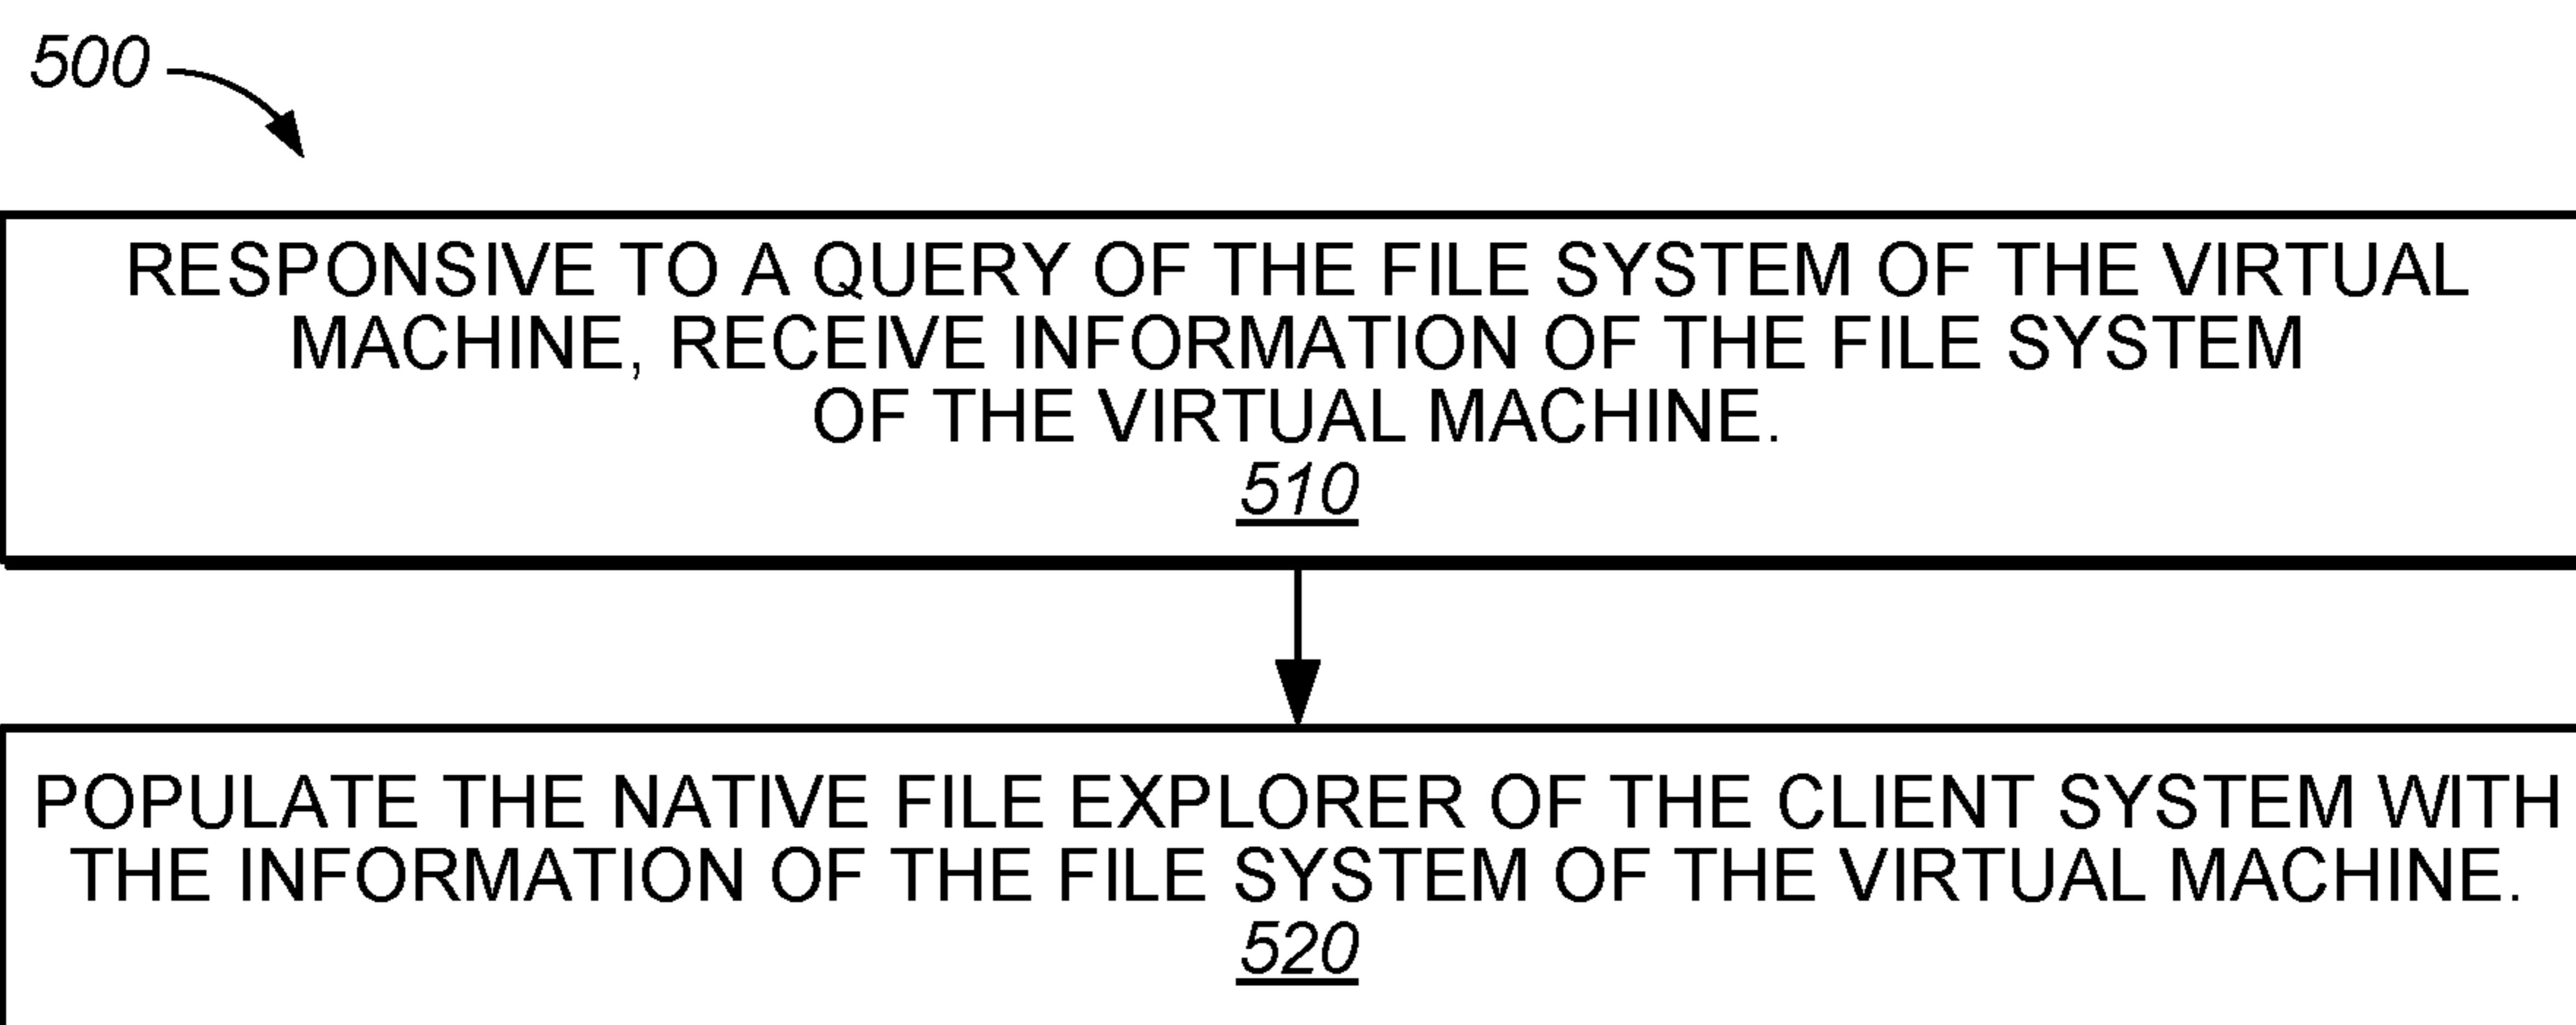 500
RESPONSIVE TO A QUERY OF THE FILE SYSTEM OF THE VIRTUAL
MACHINE, RECEIVE INFORMATION OF THE FILE SYSTEM
OF THE VIRTUAL MACHINE.
510
POPULATE THE NATIVE FILE EXPLORER OF THE CLIENT SYSTEM WITH
THE INFORMATION OF THE FILE SYSTEM OF THE VIRTUAL MACHINE.
520